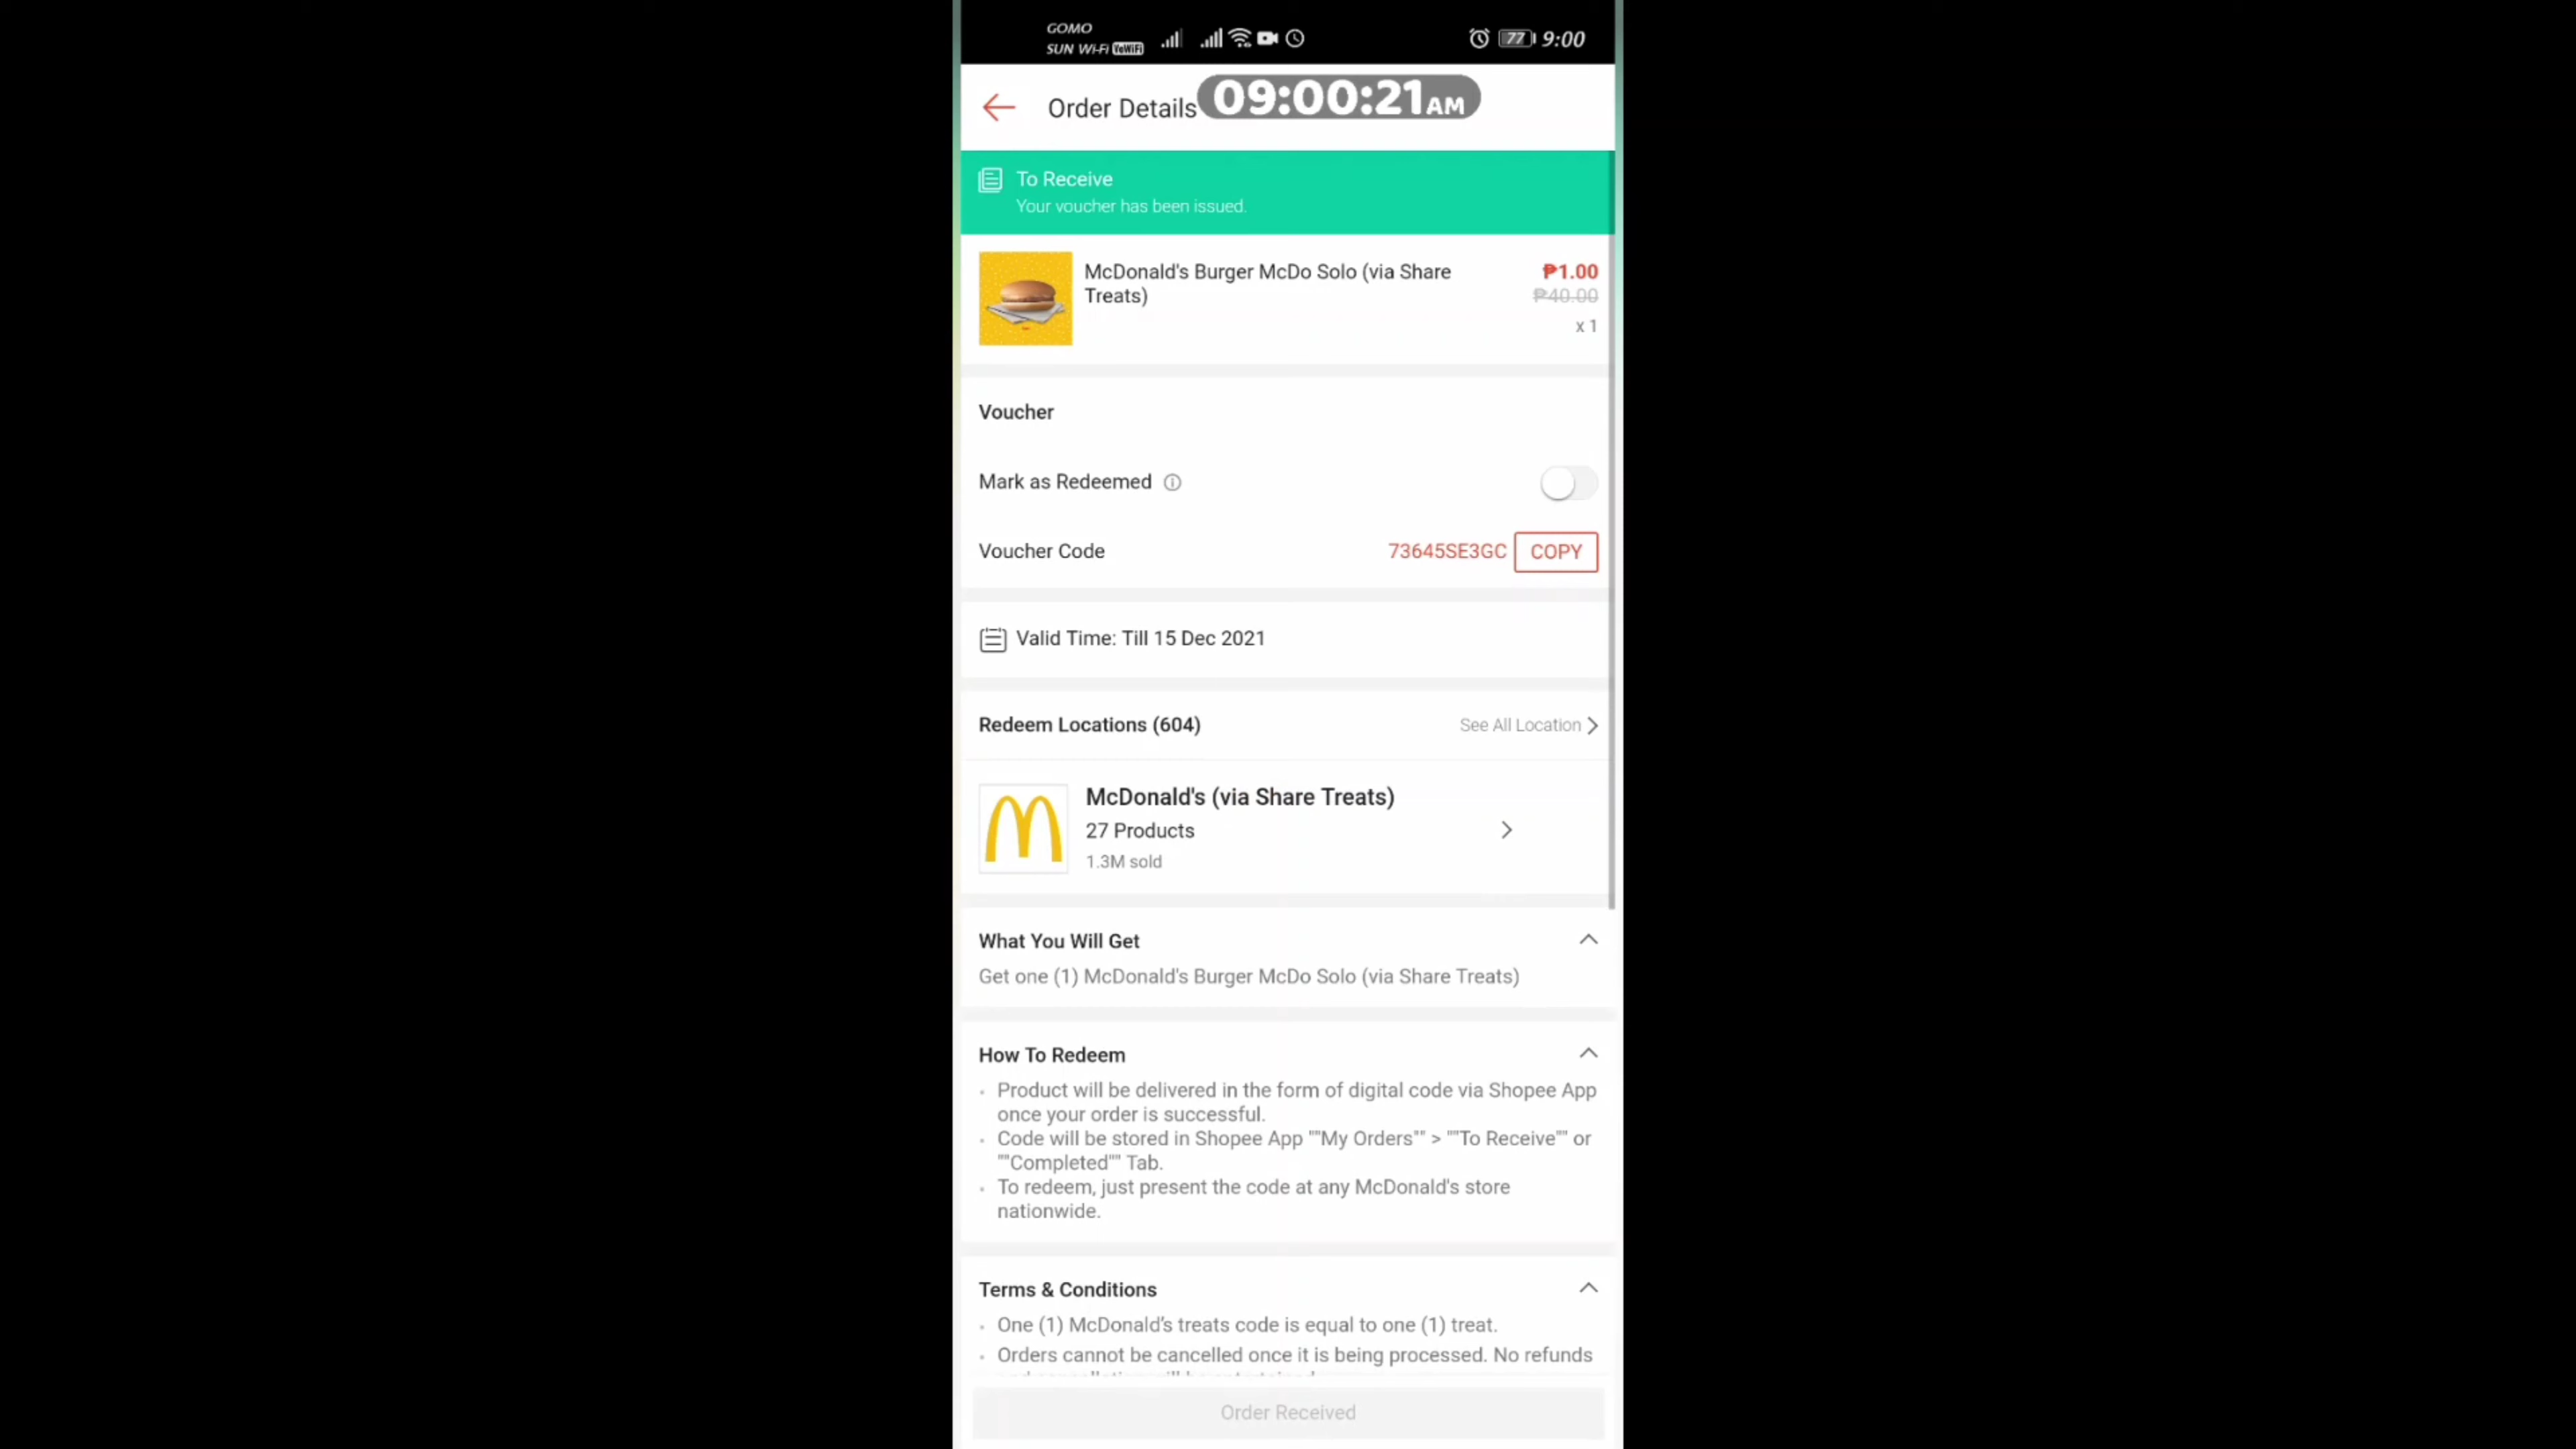 GOMO
SUN Wi-Fi VoWiFi
77 9:00
Order Details
09:00:21AM
To Receive
Your voucher has been issued.
McDonald's Burger McDo Solo (via Share
Treats)
₱1.00
₱40.00
x 1
Voucher
Mark as Redeemed
Voucher Code 73645SE3GC COPY
Valid Time: Till 15 Dec 2021
Redeem Locations (604) See All Location
McDonald's (via Share Treats)
27 Products
1.3M sold
What You Will Get
Get one (1) McDonald's Burger McDo Solo (via Share Treats)
How To Redeem
Product will be delivered in the form of digital code via Shopee App
once your order is successful.
Code will be stored in Shopee App ""My Orders"" > ""To Receive"" or
""Completed"" Tab.
To redeem, just present the code at any McDonald's store
nationwide.
Terms & Conditions
One (1) McDonald’s treats code is equal to one (1) treat.
Orders cannot be cancelled once it is being processed. No refunds
Order Received